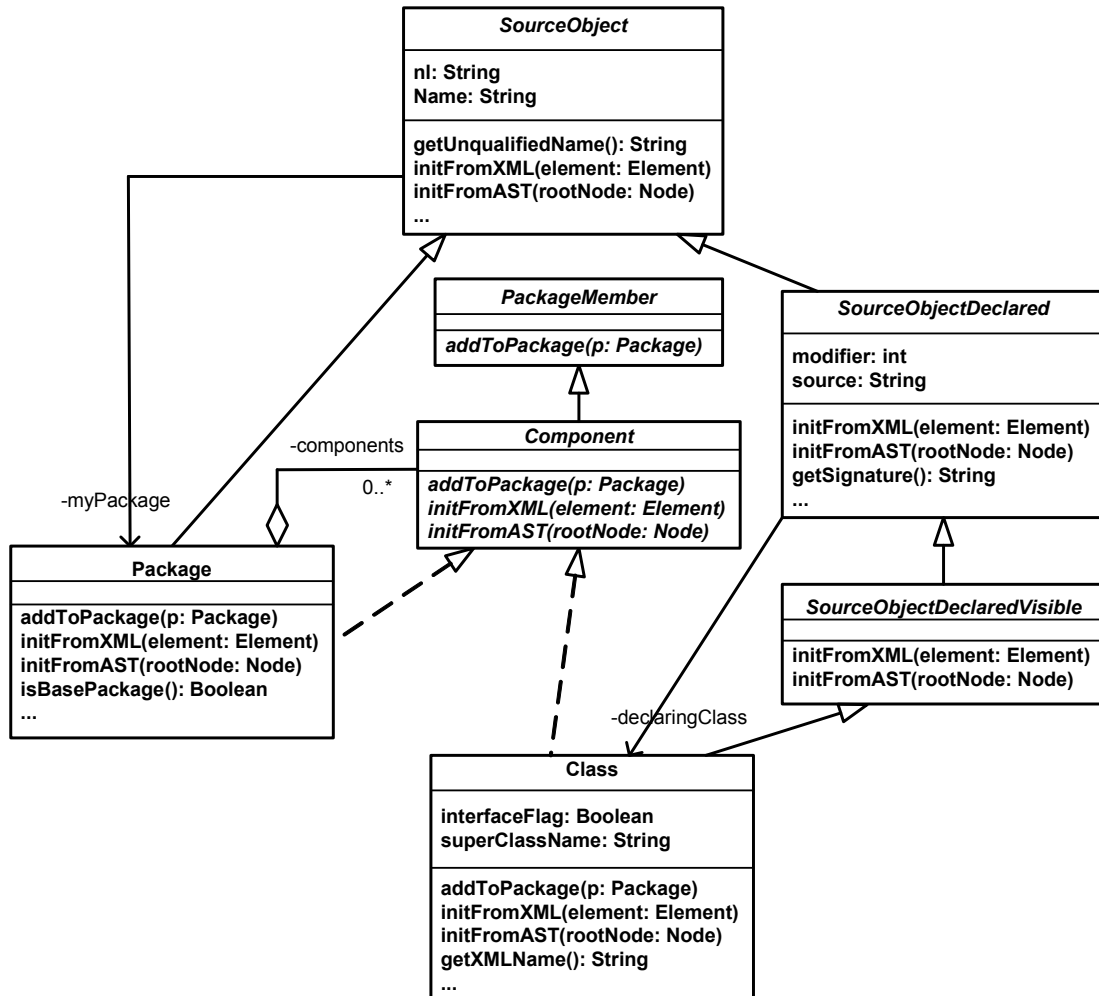 SourceObject
nl: String
Name: String
getUnqualifiedName(): String
initFromXML(element: Element)
initFromAST(rootNode: Node)
...
PackageMember
addToPackage(p: Package)
SourceObjectDeclared
modifier: int
source: String
initFromXML(element: Element)
initFromAST(rootNode: Node)
getSignature(): String
...
-components
0..*
Component
addToPackage(p: Package)
initFromXML(element: Element)
initFromAST(rootNode: Node)
-myPackage
Package
addToPackage(p: Package)
initFromXML(element: Element)
initFromAST(rootNode: Node)
isBasePackage(): Boolean
...
SourceObjectDeclaredVisible
initFromXML(element: Element)
initFromAST(rootNode: Node)
-declaringClass
Class
interfaceFlag: Boolean
superClassName: String
addToPackage(p: Package)
initFromXML(element: Element)
initFromAST(rootNode: Node)
getXMLName(): String
...